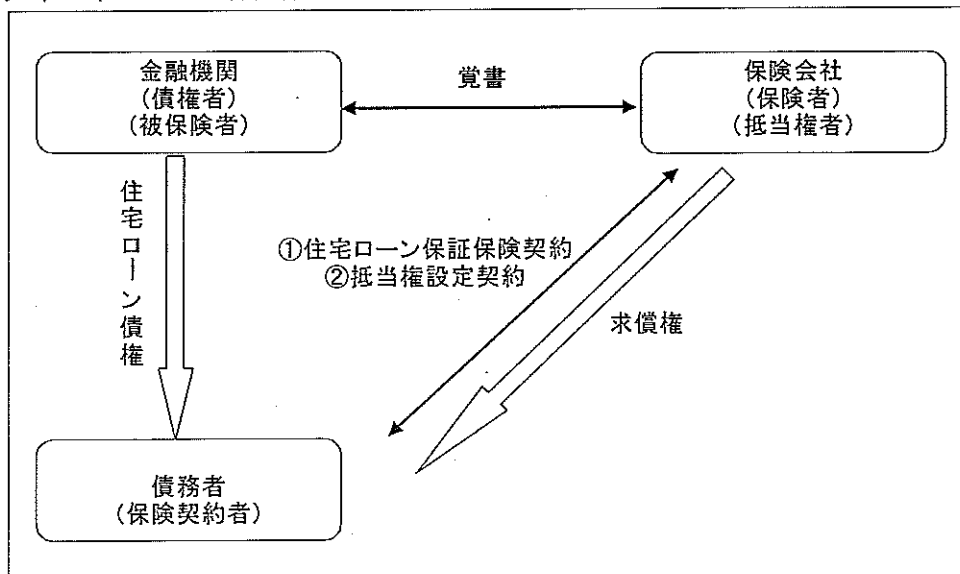 金融機関
(債権者)
(被保険者)
覚書
保険会社
(保険者)
(抵当権者)
住宅ローン債権
①住宅ローン保証保険契約
②抵当権設定契約
求償権
債務者
(保険契約者)